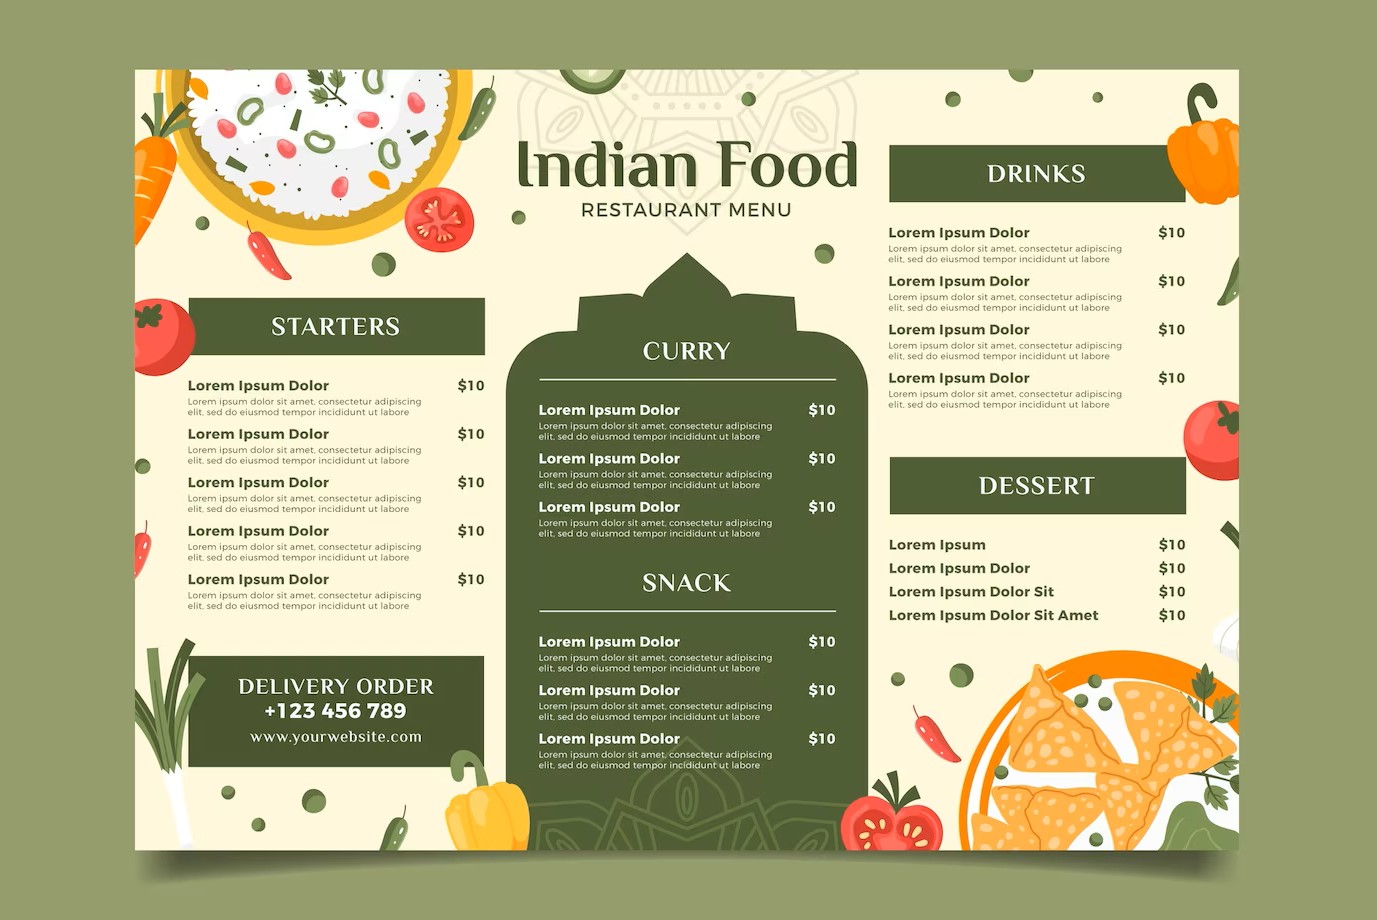 Indian Food
RESTAURANT MENU
STARTERS
Lorem Ipsum Dolor $10
Lorem ipsum dolor sit amet, consectetur adipiscing
elit, sed do eiusmod tempor incididunt ut labore
Lorem Ipsum Dolor $10
Lorem ipsum dolor sit amet, consectetur adipiscing
elit, sed do eiusmod tempor incididunt ut labore
Lorem Ipsum Dolor $10
Lorem ipsum dolor sit amet, consectetur adipiscing
elit, sed do eiusmod tempor incididunt ut labore
Lorem Ipsum Dolor $10
Lorem ipsum dolor sit amet, consectetur adipiscing
elit, sed do eiusmod tempor incididunt ut labore
Lorem Ipsum Dolor $10
Lorem ipsum dolor sit amet, consectetur adipiscing
elit, sed do eiusmod tempor incididunt ut labore
DELIVERY ORDER
+123 456 789
www.yourwebsite.com
CURRY
Lorem Ipsum Dolor $10
Lorem ipsum dolor sit amet, consectetur adipiscing
elit, sed do eiusmod tempor incididunt ut labore
Lorem Ipsum Dolor $10
Lorem ipsum dolor sit amet, consectetur adipiscing
elit, sed do eiusmod tempor incididunt ut labore
Lorem Ipsum Dolor $10
Lorem ipsum dolor sit amet, consectetur adipiscing
elit, sed do eiusmod tempor incididunt ut labore
SNACK
Lorem Ipsum Dolor $10
Lorem ipsum dolor sit amet, consectetur adipiscing
elit, sed do eiusmod tempor incididunt ut labore
Lorem Ipsum Dolor $10
Lorem ipsum dolor sit amet, consectetur adipiscing
elit, sed do eiusmod tempor incididunt ut labore
Lorem Ipsum Dolor $10
Lorem ipsum dolor sit amet, consectetur adipiscing
elit, sed do eiusmod tempor incididunt ut labore
DRINKS
Lorem Ipsum Dolor $10
Lorem ipsum dolor sit amet, consectetur adipiscing
elit, sed do eiusmod tempor incididunt ut labore
Lorem Ipsum Dolor $10
Lorem ipsum dolor sit amet, consectetur adipiscing
elit, sed do eiusmod tempor incididunt ut labore
Lorem Ipsum Dolor $10
Lorem ipsum dolor sit amet, consectetur adipiscing
elit, sed do eiusmod tempor incididunt ut labore
Lorem Ipsum Dolor $10
Lorem ipsum dolor sit amet, consectetur adipiscing
elit, sed do eiusmod tempor incididunt ut labore
DESSERT
Lorem Ipsum $10
Lorem Ipsum Dolor $10
Lorem Ipsum Dolor Sit $10
Lorem Ipsum Dolor Sit Amet $10